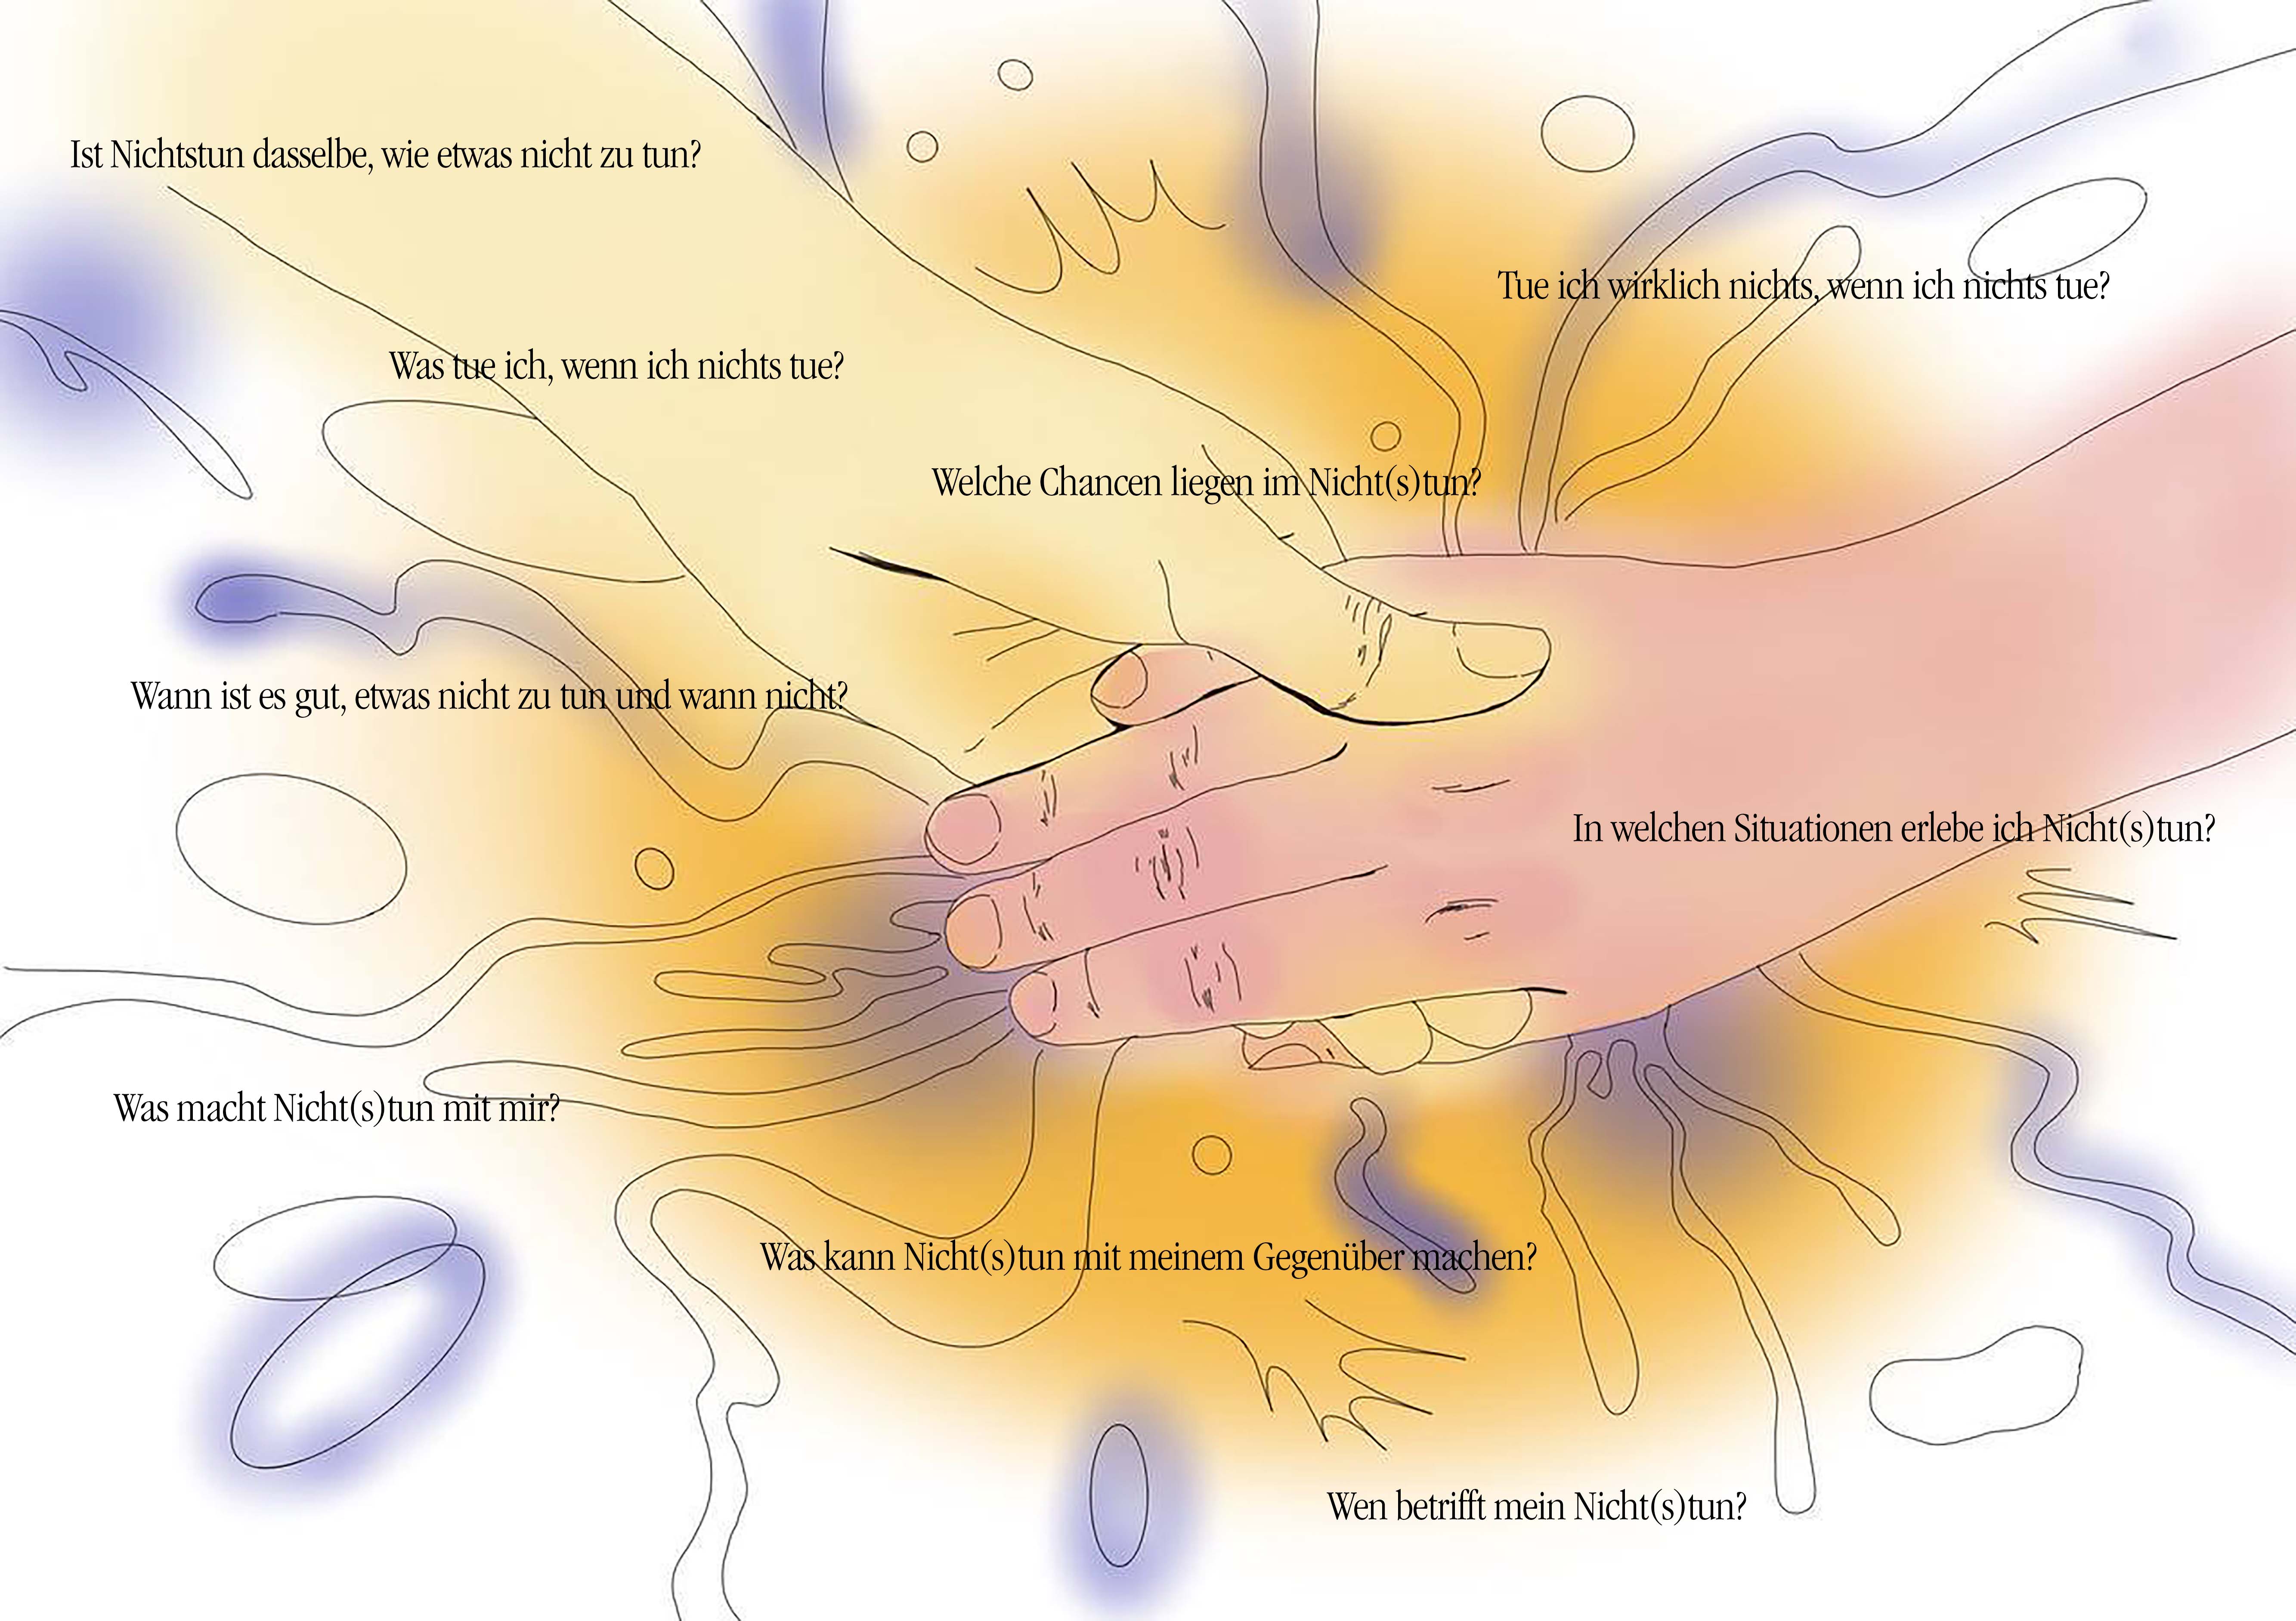 Ist Nichtstun dasselbe, wie etwas nicht zu tun?
Tue ich wirklich nichts, wenn ich nichts tue?
Was tue ich, wenn ich nichts tue?
Welche Chancen liegen im Nicht(s)tun?
Wann ist es gut, etwas nicht zu tun und wann nicht?
In welchen Situationen erlebe ich Nicht(s)tun?
Was macht Nicht(s)tun mit mir?
Was kann Nicht(s)tun mit meinem Gegenüber machen?
Wen betrifft mein Nicht(s)tun?